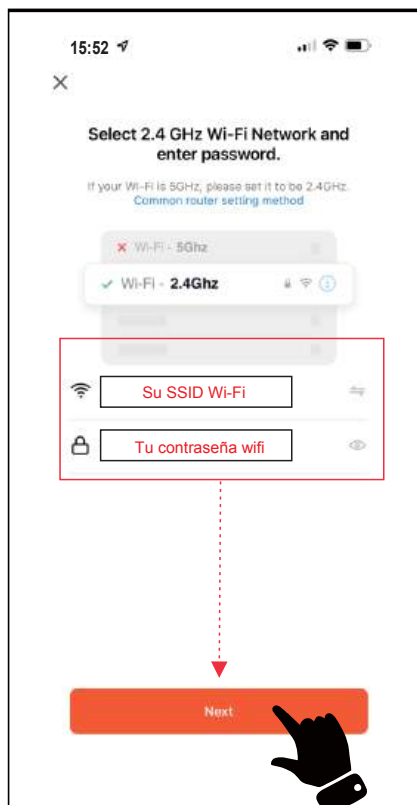 15:52
Select 2.4 GHz Wi-Fi Network and
enter password.
If your Wi-Fi is 5GHz, please set it to be 2.4GHz.
Common router setting method
Wi-Fi - 5Ghz
Wi-Fi - 2.4Ghz
Su SSID Wi-Fi
Tu contraseña wifi
Next